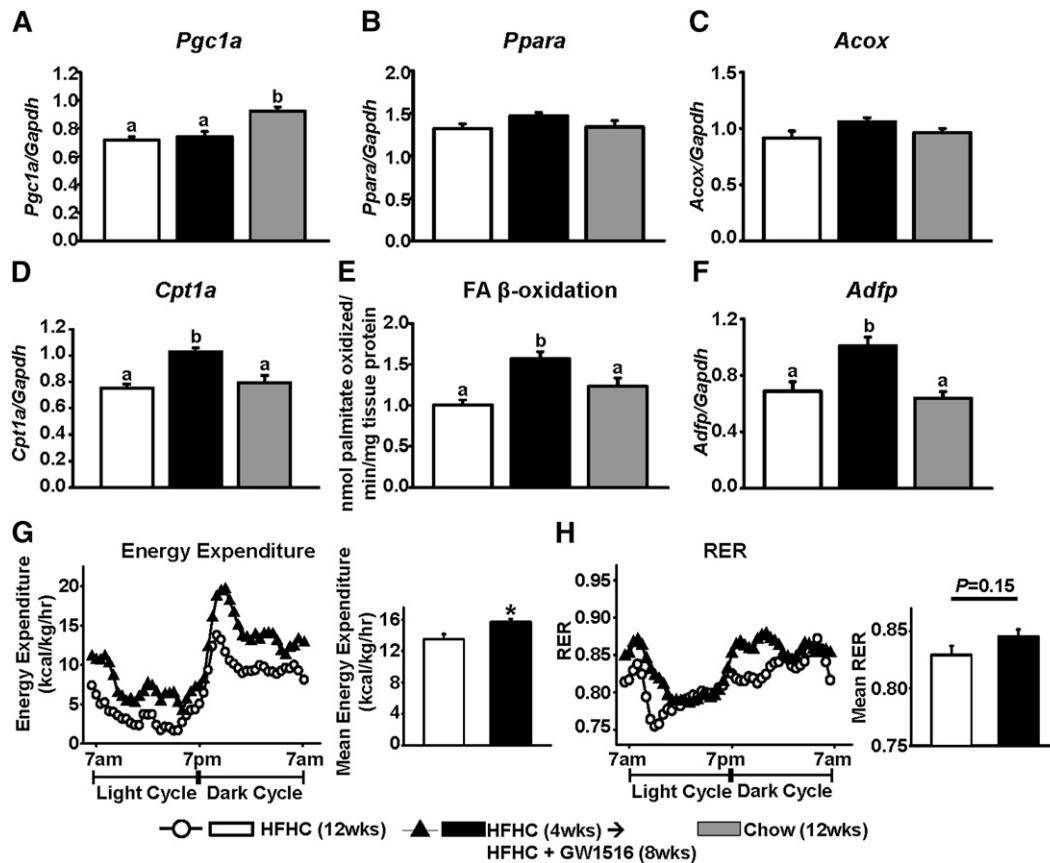 A
Pgc1a
Pgc1a/Gapdh
1.2
1.0
0.8
0.6
0.4
0.2
0.0
a
a
b
B
Ppara
Ppara/Gapdh
2.0
1.5
1.0
0.5
0.0
C
Acox
Acox/Gapdh
1.5
1.0
0.5
0.0
D
Cpt1a
Cpt1a/Gapdh
1.2
0.8
0.4
0.0
a
b
a
E
FA β-oxidation
nmol palmitate oxidized/
min/mg tissue protein
2.0
1.5
1.0
0.5
0.0
a
b
a
F
Adfp
Adfp/Gapdh
1.2
0.8
0.4
0.0
a
b
a
G
Energy Expenditure
Energy Expenditure
(kcal/kg/hr)
20
15
10
5
0
7am
7pm
7am
Light Cycle
Dark Cycle
Mean Energy Expenditure
(kcal/kg/hr)
16
12
8
4
0
*
H
RER
RER
0.95
0.90
0.85
0.80
0.75
7am
7pm
7am
Light Cycle
Dark Cycle
Mean RER
0.85
0.80
0.75
P=0.15
HFHC (12wks)
HFHC (4wks) →
HFHC + GW1516 (8wks)
Chow (12wks)